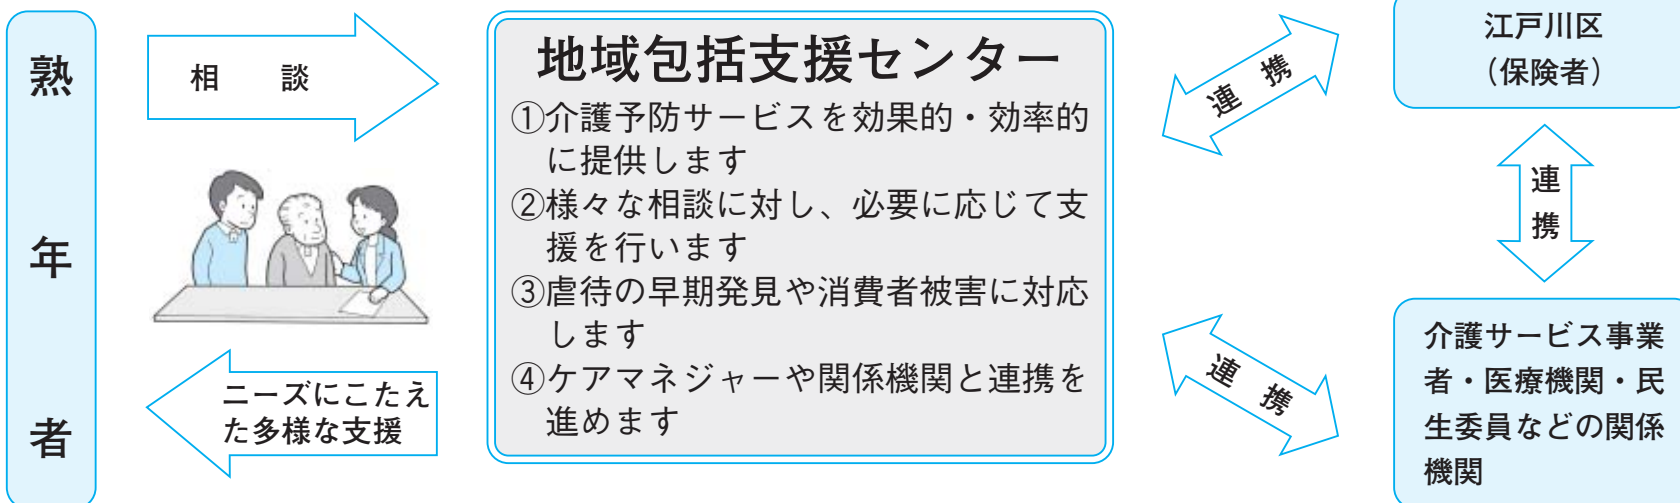 熟年者
相　談
ニーズにこたえ
た多様な支援
地域包括支援センター
①介護予防サービスを効果的・効率的
に提供します
②様々な相談に対し、必要に応じて支
援を行います
③虐待の早期発見や消費者被害に対応
します
④ケアマネジャーや関係機関と連携を
進めます
連携
連携
江戸川区
（保険者）
連携
介護サービス事業
者・医療機関・民
生委員などの関係
機関